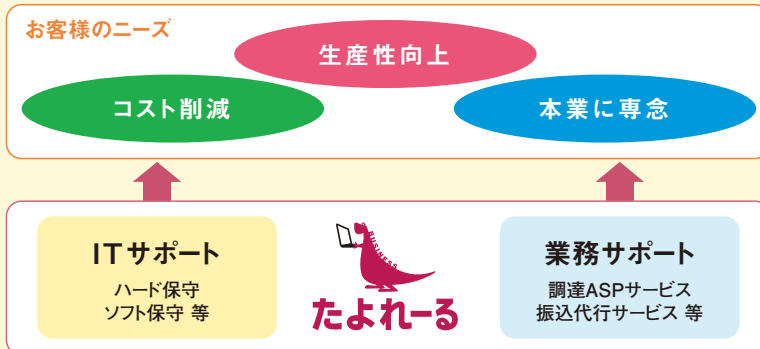 お客様のニーズ
生産性向上
コスト削減
本業に専念
ITサポート
ハード保守
ソフト保守 等
BUSINESS
たよれーる
業務サポート
調達ASPサービス
振込代行サービス 等